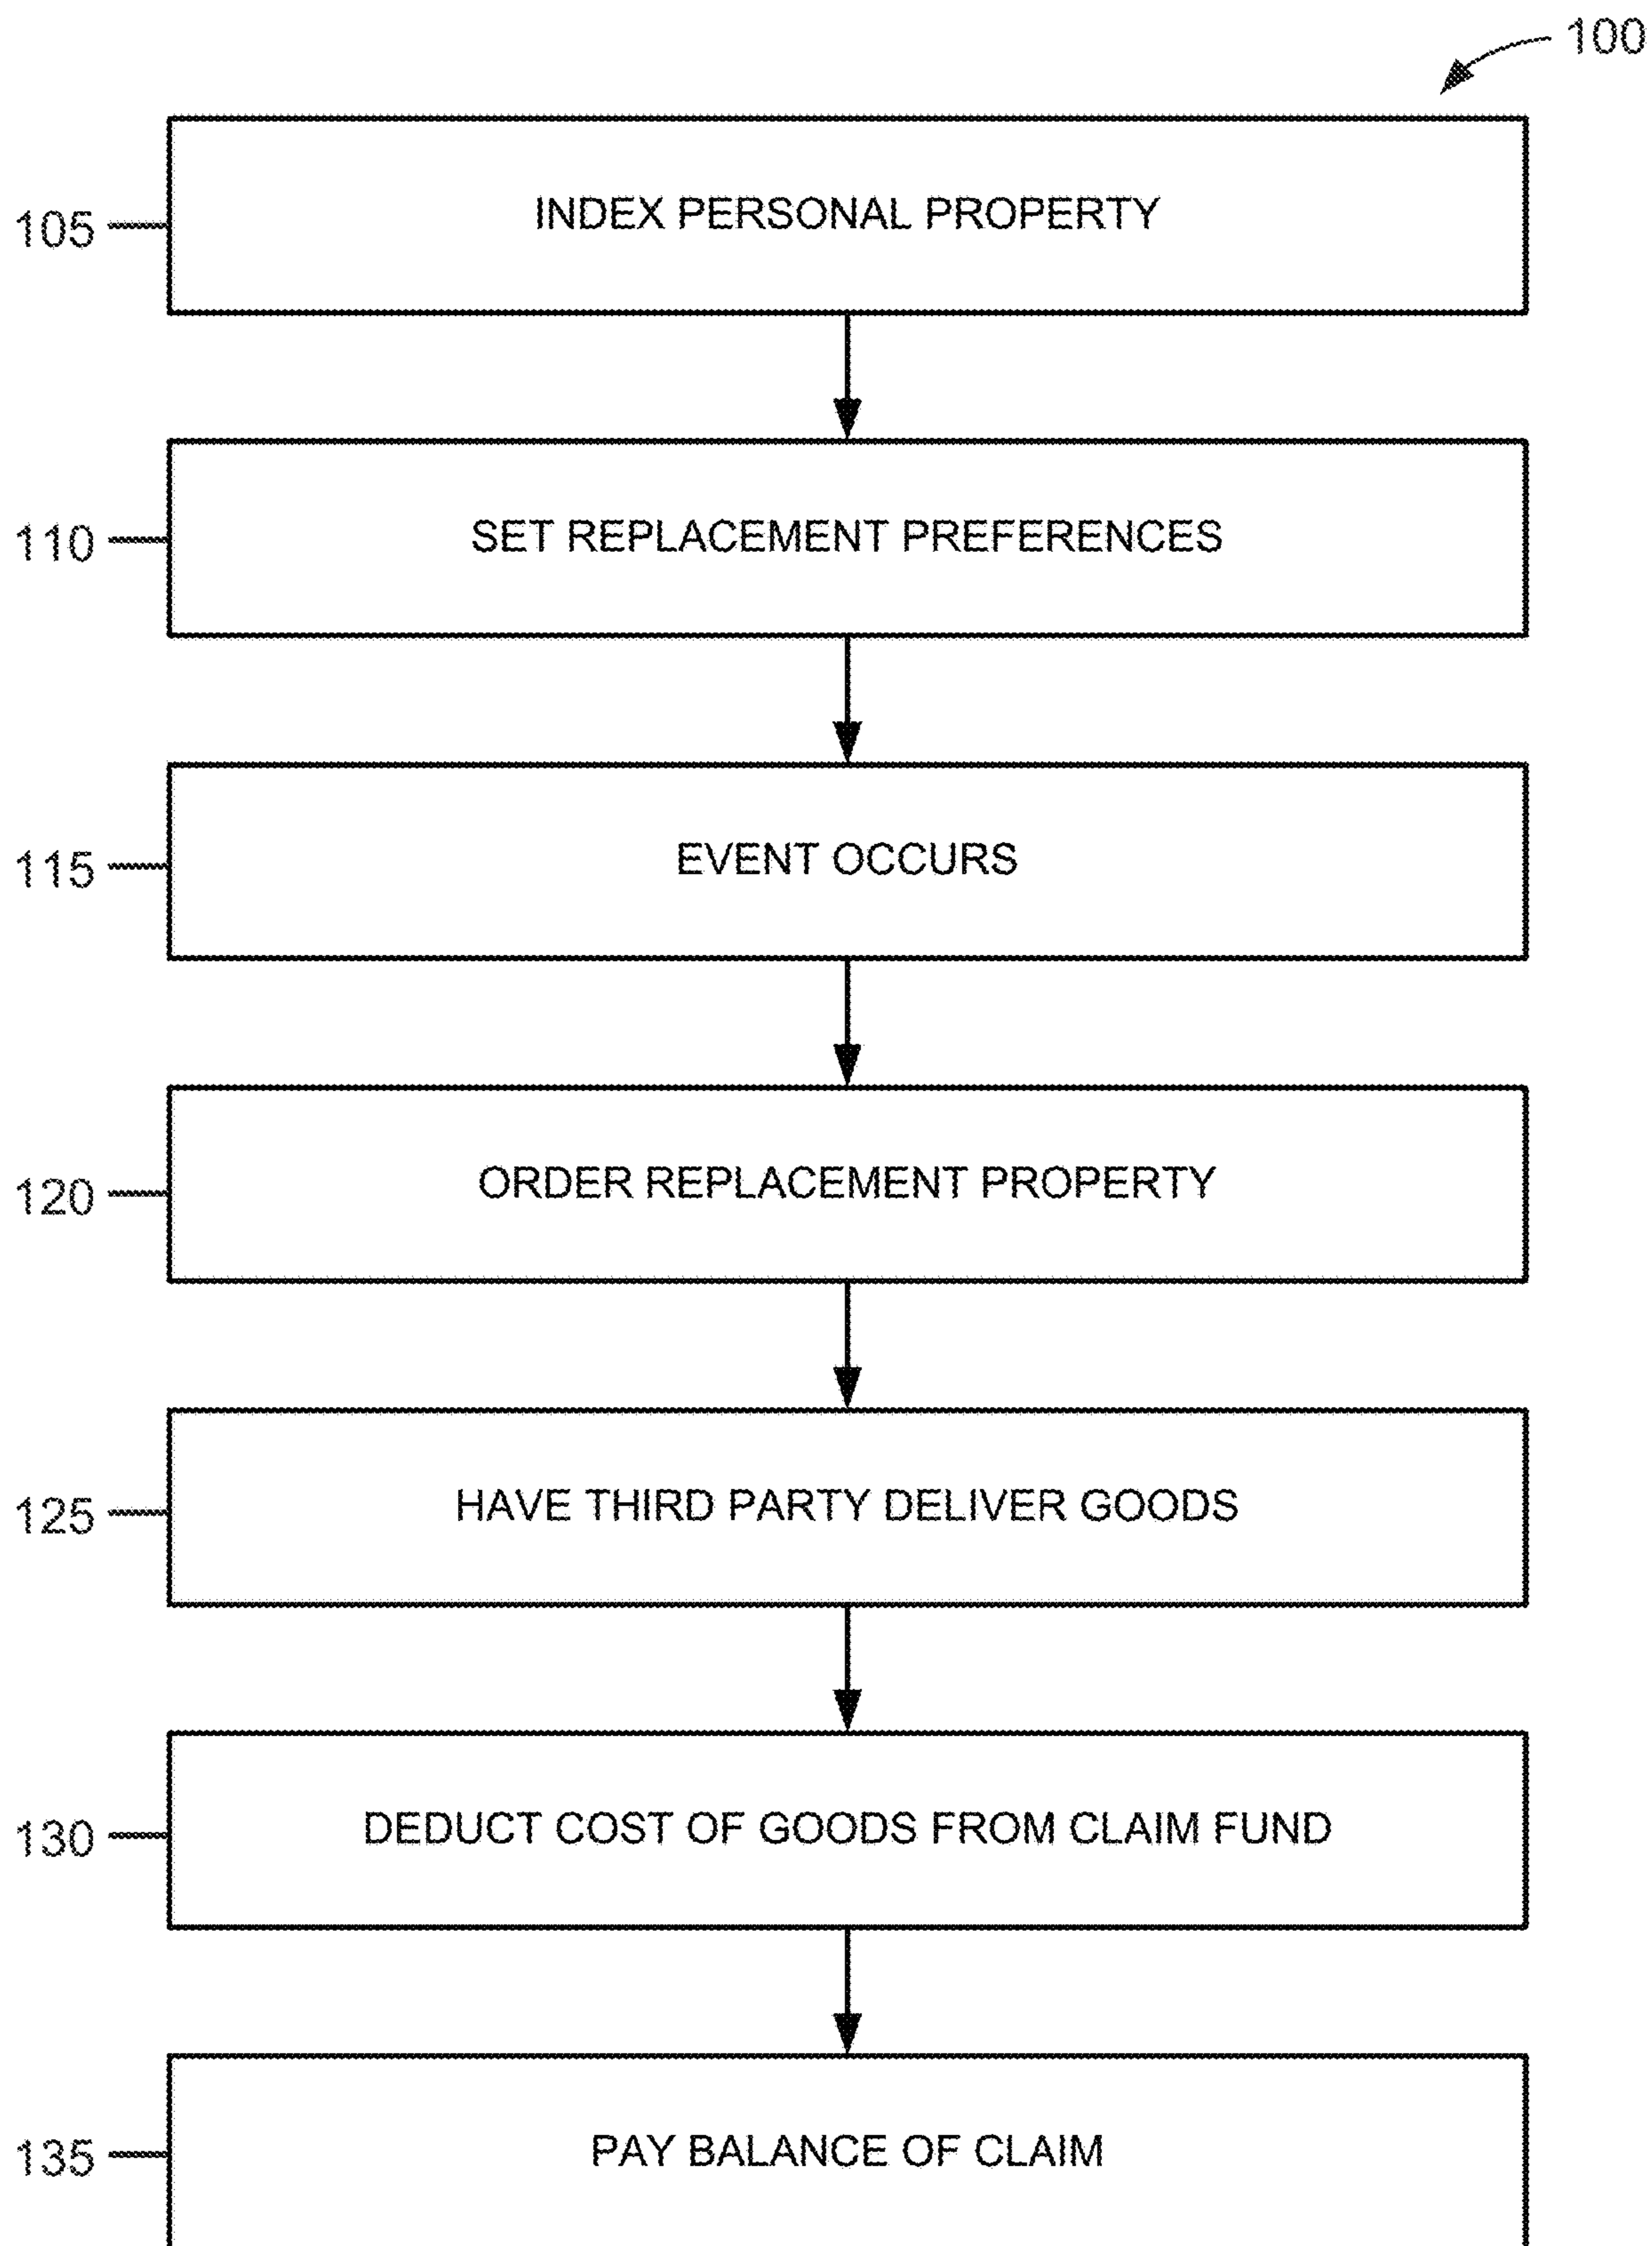 100
105
INDEX PERSONAL PROPERTY
110
SET REPLACEMENT PREFERENCES
115
EVENT OCCURS
120
ORDER REPLACEMENT PROPERTY
125
HAVE THIRD PARTY DELIVER GOODS
130
DEDUCT COST OF GOODS FROM CLAIM FUND
135
PAY BALANCE OF CLAIM